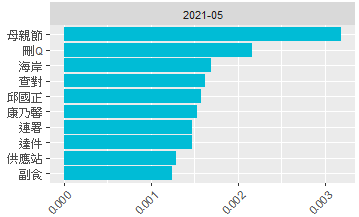 2021-05
母親節
刪Q
海岸
查對
邱國正
康乃馨
連署
達件
供應站
副食
0.000
0.001
0.002
0.003